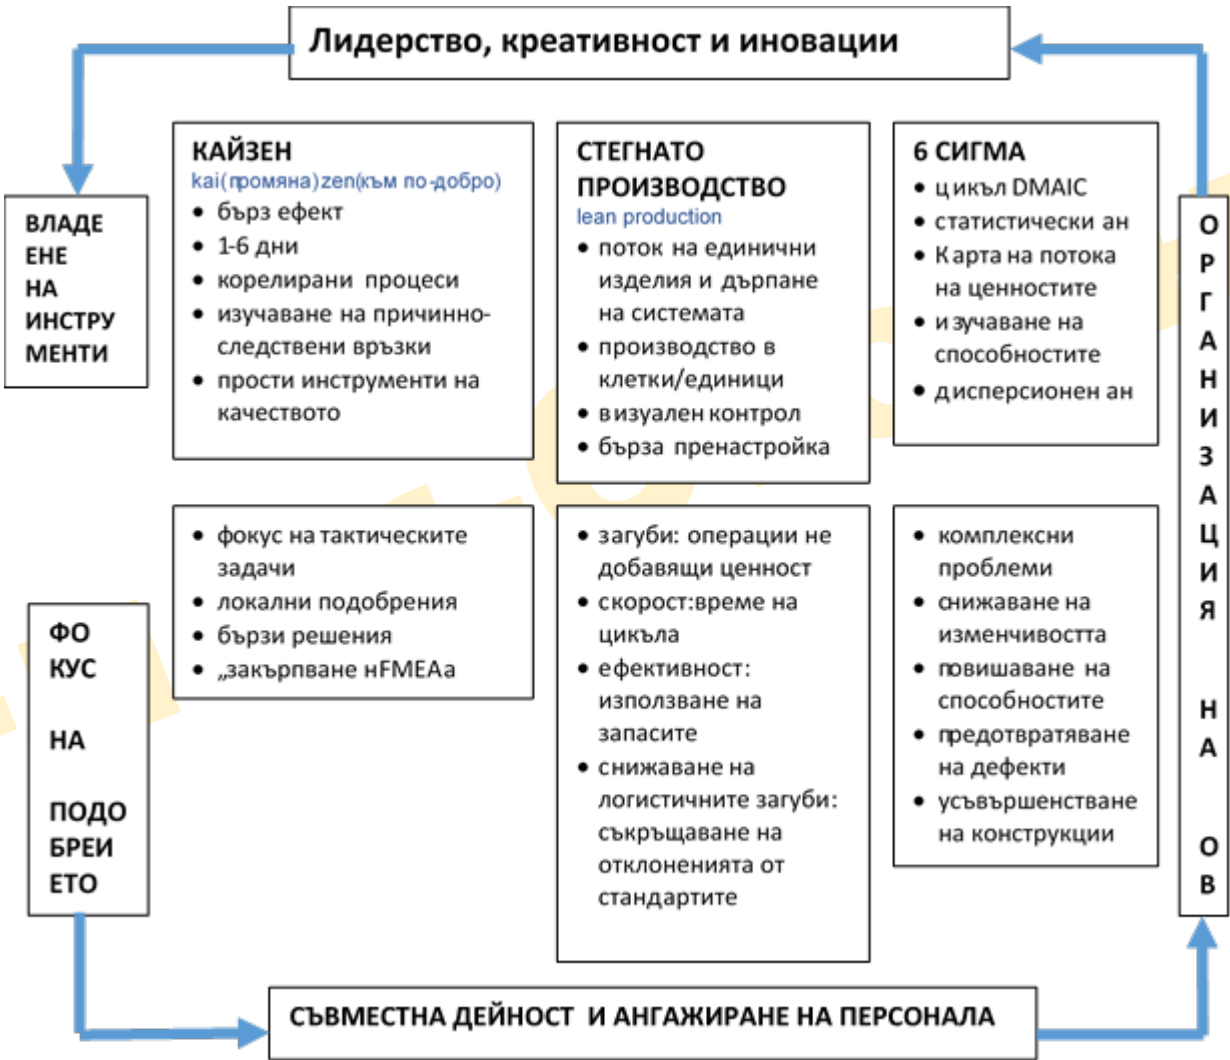 Лидерство, креативност и иновации
ВЛАДЕ
ЕНЕ
НА
ИНСТРУ
МЕНТИ
КАЙЗЕН
kai(промяна)zen(към по-добро)
• бърз ефект
• 1-6 дни
• корелирани процеси
• изучаване на причинно-
следствени връзки
• прости инструменти на
качеството
СТЕГНАТО
ПРОИЗВОДСТВО
lean production
• поток на единични
изделия и дърпане
на системата
• производство в
клетки/единици
• визуален контрол
• бърза пренастройка
6 СИГМА
• цикъл DMAIC
• статистически ан
• Карта на потока
на ценностите
• изучаване на
способностите
• дисперсионен ан
О
Р
Г
А
Н
И
З
А
Ц
И
Я
Н
А
О
В
ФО
КУС
НА
ПОДО
БРЕИ
ЕТО
• фокус на тактическите
задачи
• локални подобрения
• бързи решения
• „закърпване нFMEAа
• загуби: операции не
добавящи ценност
• скорост:време на
цикъла
• ефективност:
използване на
запасите
• снижаване на
логистичните загуби:
съкръщаване на
отклоненията от
стандартите
• комплексни
проблеми
• снижаване на
изменчивостта
• повишаване на
способностите
• предотвратяване
на дефекти
• усъвършенстване
на конструкции
СЪВМЕСТНА ДЕЙНОСТ И АНГАЖИРАНЕ НА ПЕРСОНАЛА